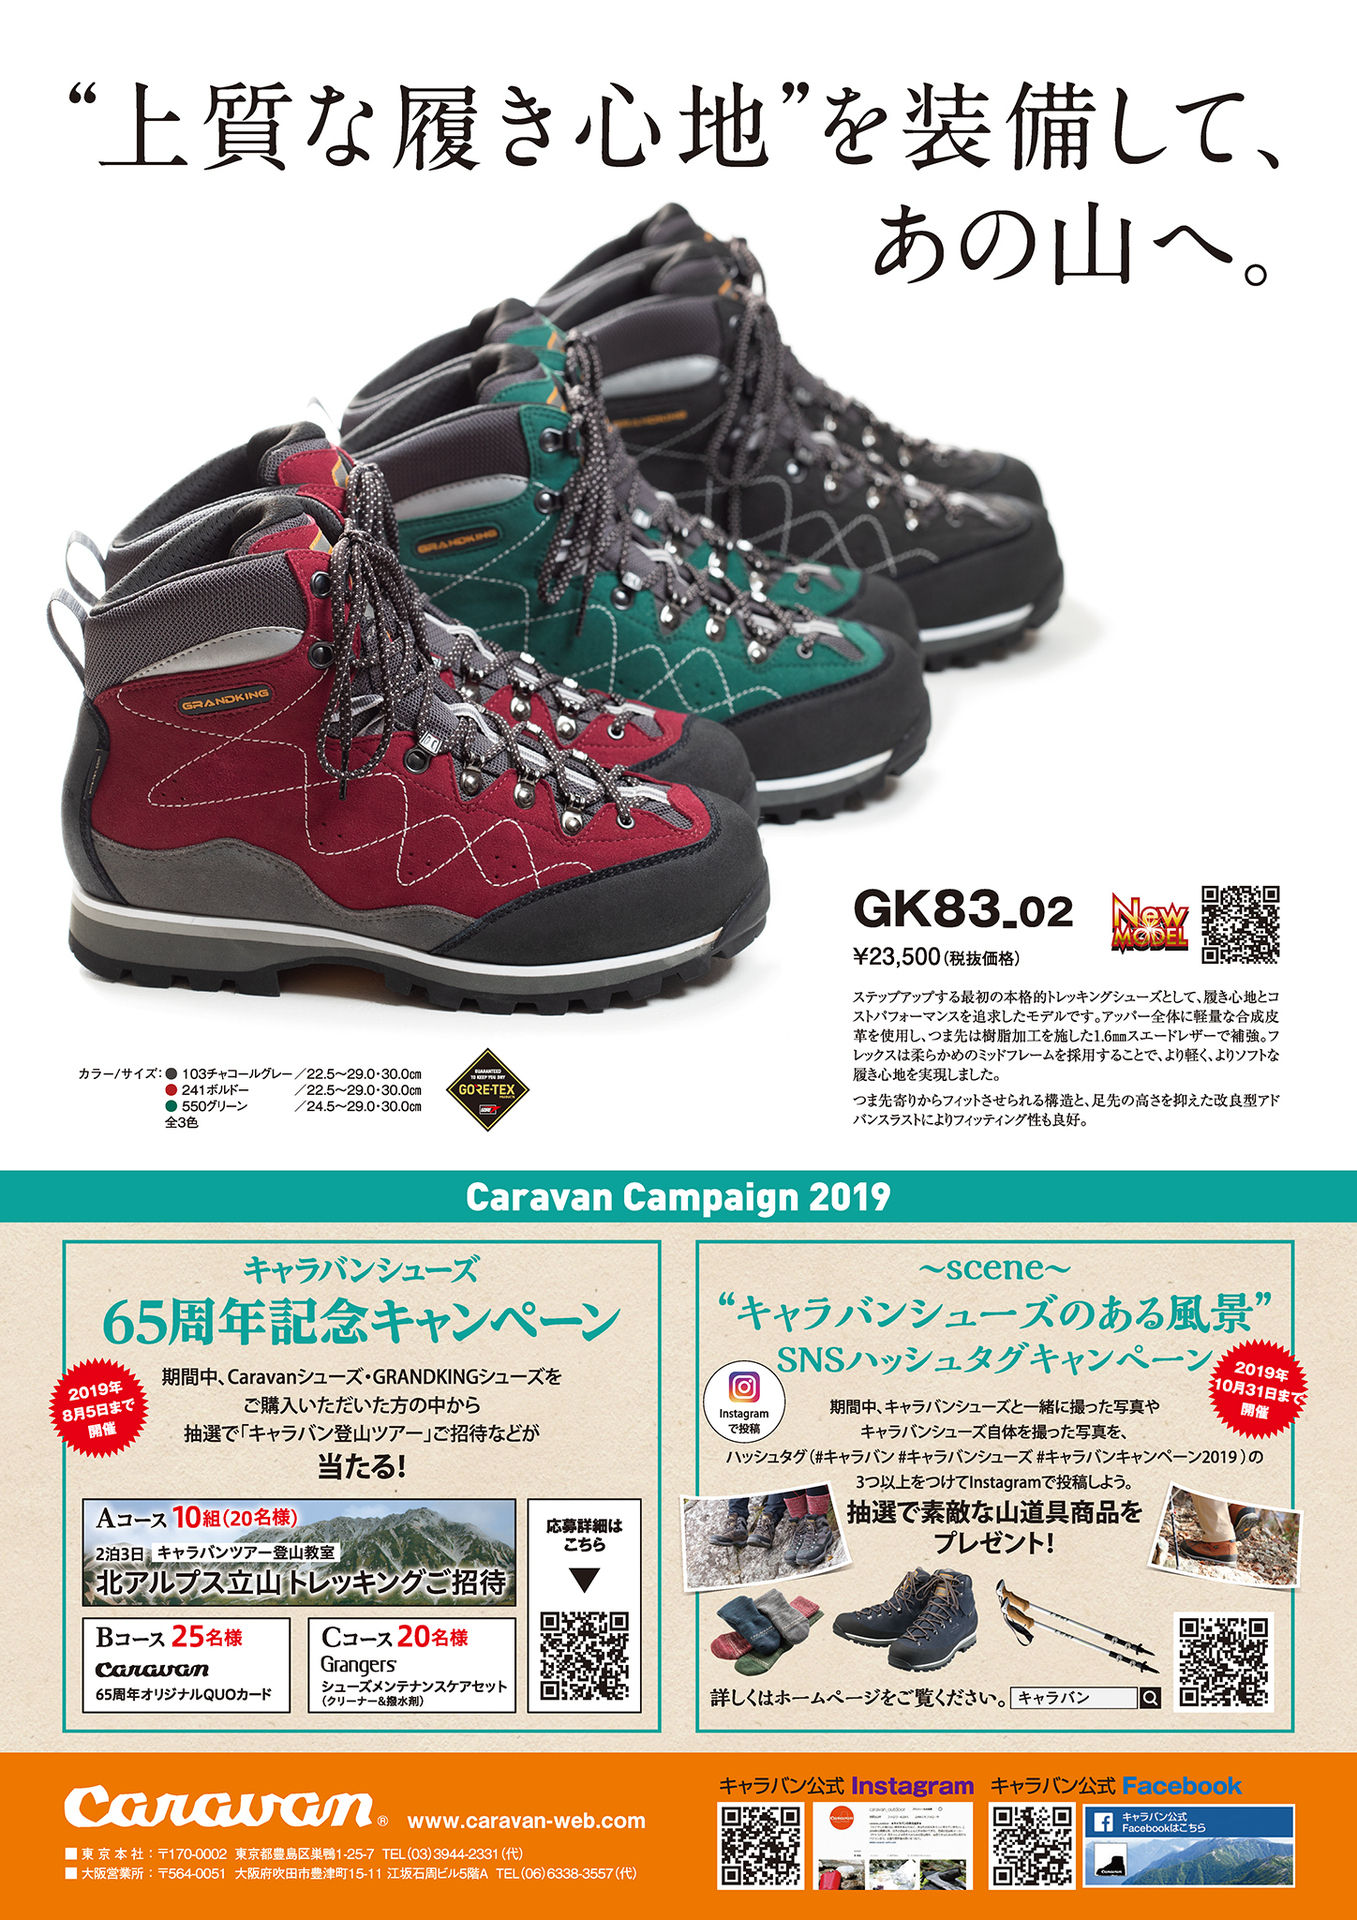 “上質な履き心地”を装備して、
あの山へ。
GRANDKING
GRANDKING
GRANDKING
GK83_02
New
MODEL
¥23,500(税抜価格)
ステップアップする最初の本格的トレッキングシューズとして、履き心地とコ
ストパフォーマンスを追求したモデルです。アッパー全体に軽量な合成皮
革を使用し、つま先は樹脂加工を施した1.6㎜スエードレザーで補強。フ
レックスは柔らかめのミッドフレームを採用することで、より軽く、よりソフトな
履き心地を実現しました。
つま先寄りからフィットさせられる構造と、足先の高さを抑えた改良型アド
バンスラストによりフィッティング性も良好。
カラー/サイズ:● 103チャコールグレー/22.5〜29.0・30.0㎝
● 241ボルドー/22.5〜29.0・30.0㎝
● 550グリーン/24.5〜29.0・30.0㎝
全3色
GUARANTEED
TO KEEP YOU DRY
GORE-TEX
PRODUCTS
Caravan Campaign 2019
キャラバンシューズ
65周年記念キャンペーン
2019年
8月5日まで
開催
期間中、Caravanシューズ・GRANDKINGシューズを
ご購入いただいた方の中から
抽選で「キャラバン登山ツアー」ご招待などが
当たる!
Aコース 10組(20名様)
2泊3日 キャラバンツアー登山教室
北アルプス立山トレッキングご招待
Bコース 25名様
Caravan
65周年オリジナルQUOカード
Cコース 20名様
Grangers
シューズメンテナンスケアセット
(クリーナー&撥水剤)
応募詳細は
こちら
▼
〜scene〜
“キャラバンシューズのある風景”
SNSハッシュタグキャンペーン
2019年
10月31日まで
開催
Instagram
で投稿
期間中、キャラバンシューズと一緒に撮った写真や
キャラバンシューズ自体を撮った写真を、
ハッシュタグ(#キャラバン #キャラバンシューズ #キャラバンキャンペーン2019)の
3つ以上をつけてInstagramで投稿しよう。
抽選で素敵な山道具商品を
プレゼント!
詳しくはホームページをご覧ください。 キャラバン
Caravan® www.caravan-web.com
■東京本社:〒170-0002 東京都豊島区巣鴨1-25-7 TEL(03)3944-2331(代)
■大阪営業所:〒564-0051 大阪府吹田市豊津町15-11 江坂石周ビル5階A TEL(06)6338-3557(代)
キャラバン公式 Instagram
caravan_outdoor
キャラバン公式 Facebook
キャラバン公式
Facebookはこちら